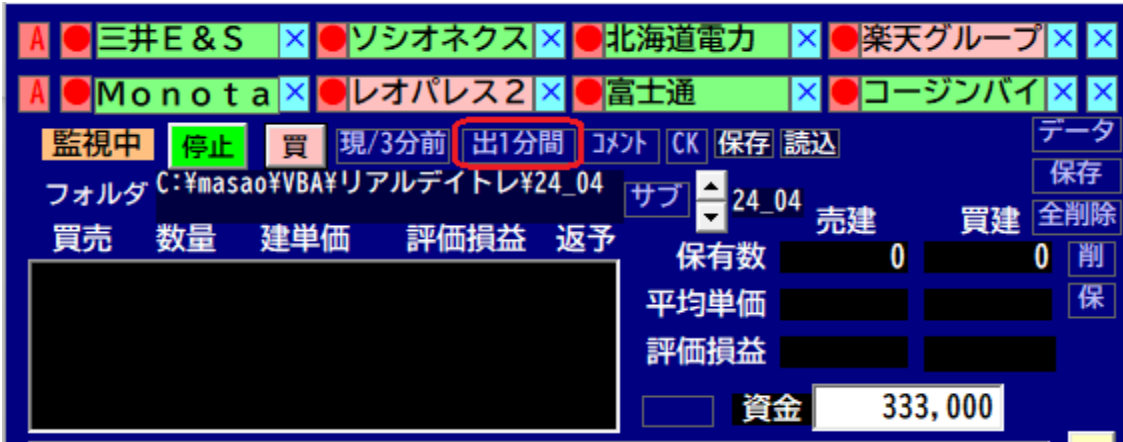 A ●三井E&S × ●ソシオネクス × ●北海道電力 × ●楽天グループ × ×
A ●Monota × ●レオパレス2 × ●富士通 × ●コージンバイ × ×
監視中 停止 買 現/3分前 出1分間 コメント CK 保存 読込 データ
フォルダ C:¥masao¥VBA¥リアルデイトレ¥24_04 サブ 24_04 保存
買売 数量 建単価 評価損益 返予 売建 買建 全削除
保有数 0 0 削
平均単価 保
評価損益
資金 333,000